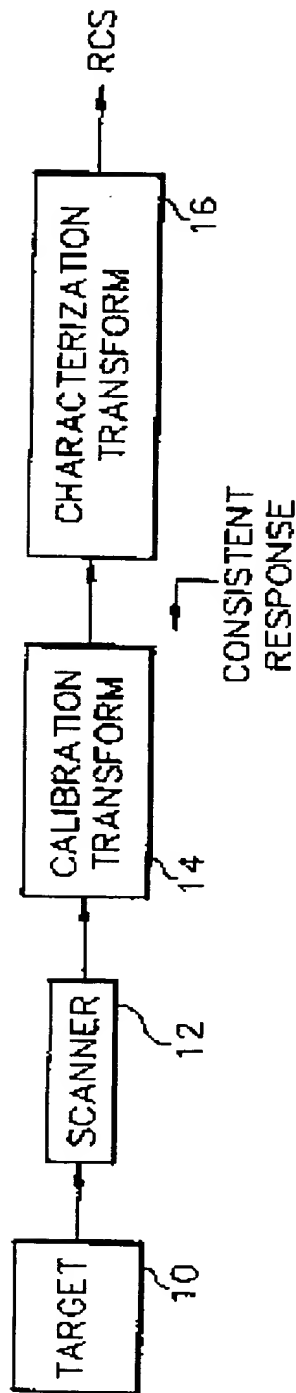 TARGET
10
SCANNER
12
CALIBRATION
TRANSFORM
14
CONSISTENT
RESPONSE
CHARACTERIZATION
TRANSFORM
16
RCS